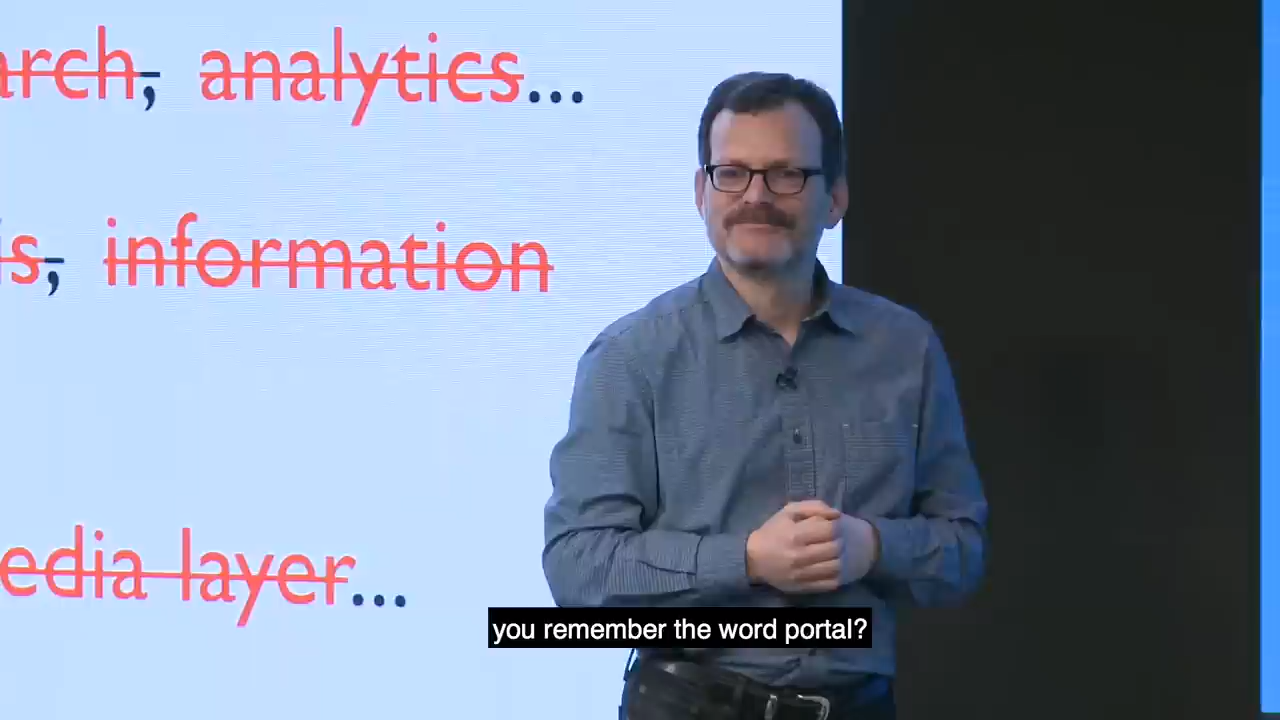 arch, analytics...
is, information
edia layer...
you remember the word portal?